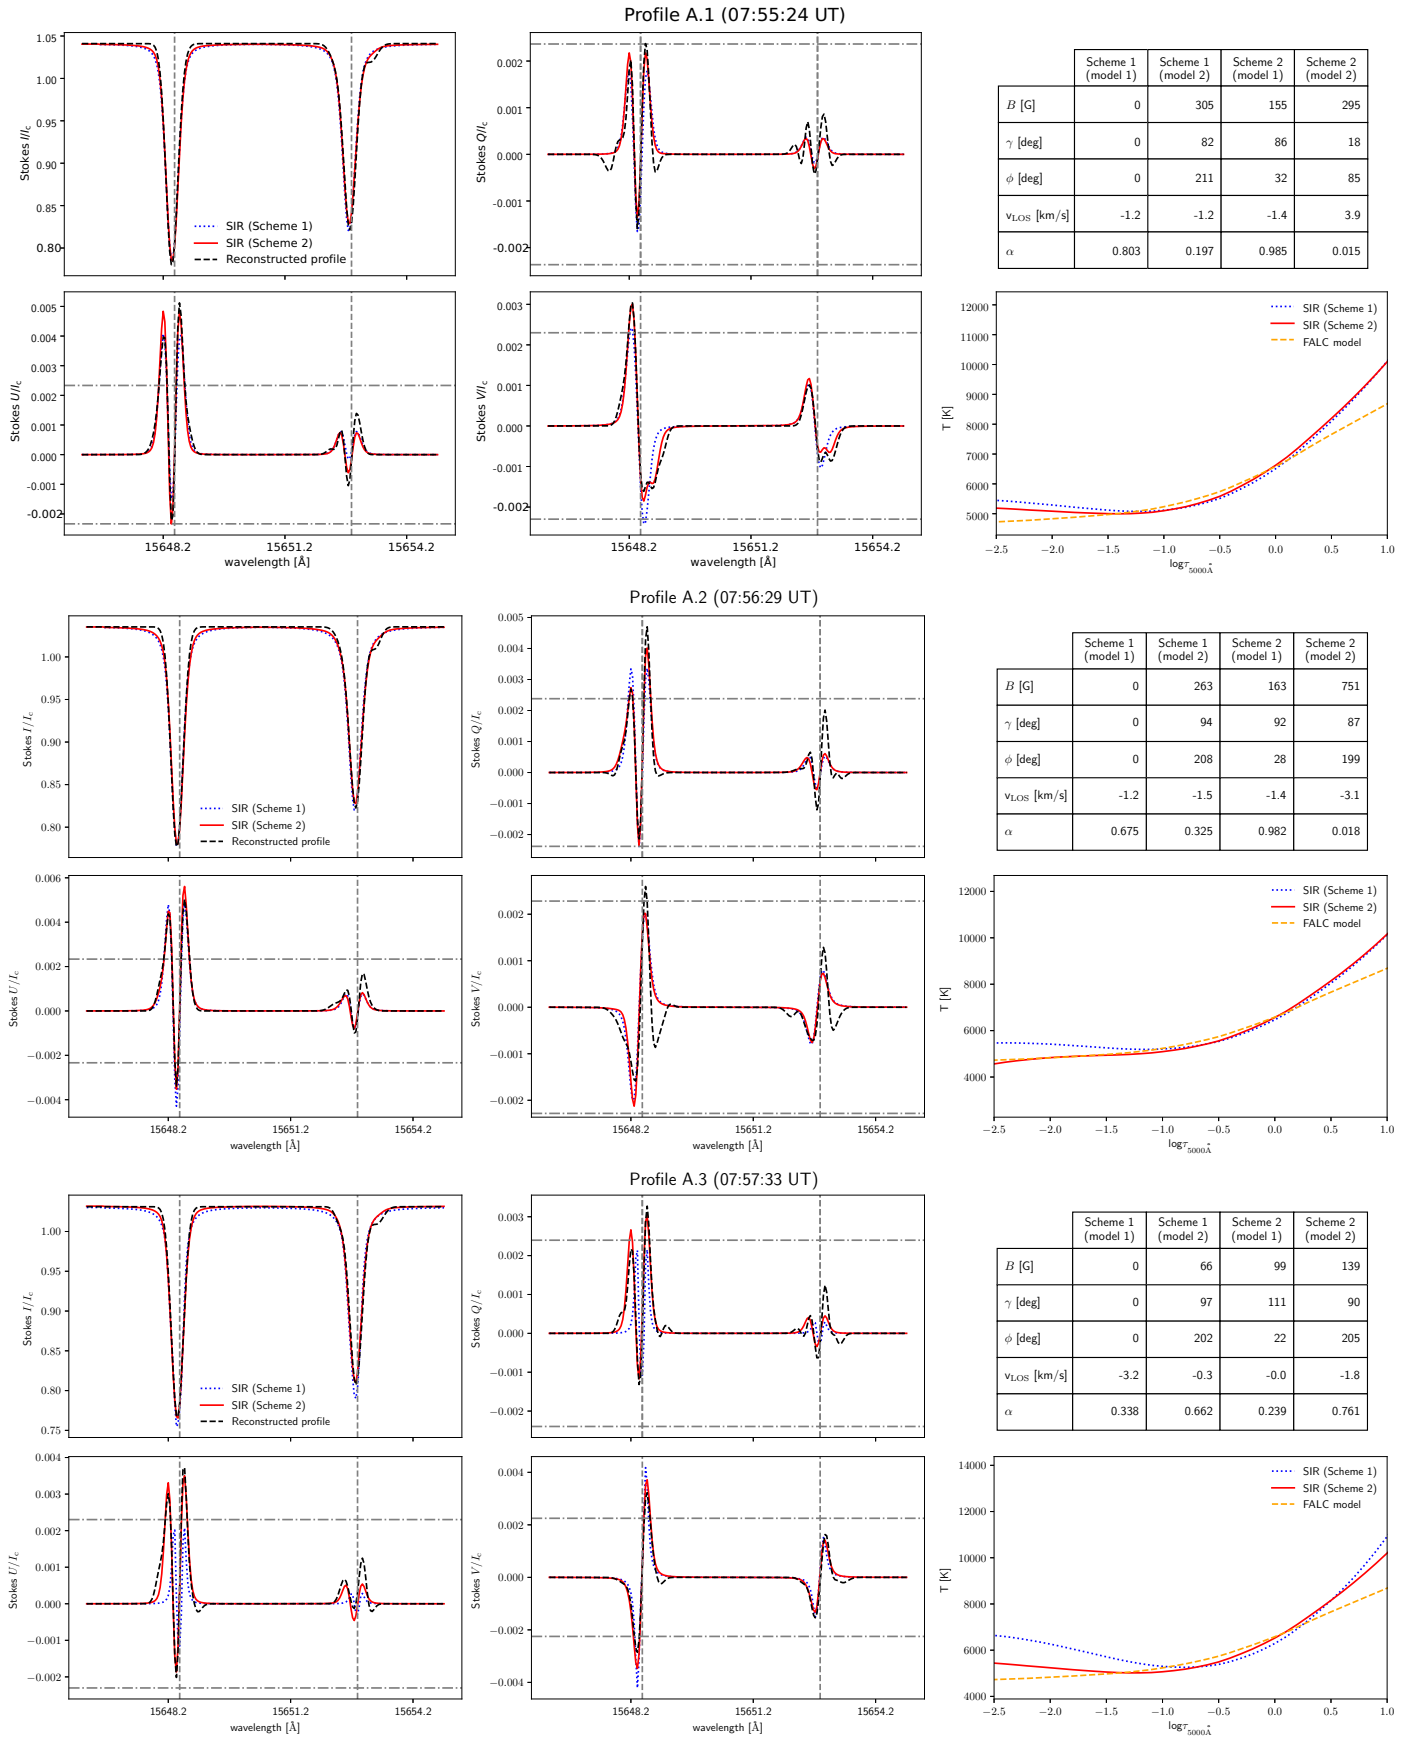 Profile A.1 (07:55:24 UT)
Stokes I/Ic
1.05
1.00
0.95
0.90
0.85
0.80
SIR (Scheme 1)
SIR (Scheme 2)
Reconstructed profile
Stokes Q/Ic
0.002
0.001
0.000
-0.001
-0.002
Scheme 1 (model 1) Scheme 1 (model 2) Scheme 2 (model 1) Scheme 2 (model 2)
B [G] 0 305 155 295
γ [deg] 0 82 86 18
ϕ [deg] 0 211 32 85
vLOS [km/s] -1.2 -1.2 -1.4 3.9
α 0.803 0.197 0.985 0.015
Stokes U/Ic
0.005
0.004
0.003
0.002
0.001
0.000
-0.001
-0.002
15648.2 15651.2 15654.2
wavelength [Å]
Stokes V/Ic
0.003
0.002
0.001
0.000
-0.001
-0.002
15648.2 15651.2 15654.2
wavelength [Å]
T [K]
12000
10000
9000
8000
7000
6000
5000
SIR (Scheme 1)
SIR (Scheme 2)
FALC model
−2.5 −2.0 −1.5 −1.0 −0.5 0.0 0.5 1.0
logτ5000Å
Profile A.2 (07:56:29 UT)
Stokes I/Ic
1.00
0.95
0.90
0.85
0.80
SIR (Scheme 1)
SIR (Scheme 2)
Reconstructed profile
Stokes Q/Ic
0.005
0.004
0.003
0.002
0.001
0.000
−0.001
−0.002
Scheme 1 (model 1) Scheme 1 (model 2) Scheme 2 (model 1) Scheme 2 (model 2)
B [G] 0 263 163 751
γ [deg] 0 94 92 87
ϕ [deg] 0 208 28 199
vLOS [km/s] -1.2 -1.5 -1.4 -3.1
α 0.675 0.325 0.982 0.018
Stokes U/Ic
0.006
0.004
0.002
0.000
−0.002
−0.004
15648.2 15651.2 15654.2
wavelength [Å]
Stokes V/Ic
0.002
0.001
0.000
−0.001
−0.002
15648.2 15651.2 15654.2
wavelength [Å]
T [K]
12000
10000
8000
6000
4000
SIR (Scheme 1)
SIR (Scheme 2)
FALC model
−2.5 −2.0 −1.5 −1.0 −0.5 0.0 0.5 1.0
logτ5000Å
Profile A.3 (07:57:33 UT)
Stokes I/Ic
1.00
0.95
0.90
0.85
0.80
0.75
SIR (Scheme 1)
SIR (Scheme 2)
Reconstructed profile
Stokes Q/Ic
0.003
0.002
0.001
0.000
−0.001
−0.002
Scheme 1 (model 1) Scheme 1 (model 2) Scheme 2 (model 1) Scheme 2 (model 2)
B [G] 0 66 99 139
γ [deg] 0 97 111 90
ϕ [deg] 0 202 22 205
vLOS [km/s] -3.2 -0.3 -0.0 -1.8
α 0.338 0.662 0.239 0.761
Stokes U/Ic
0.004
0.003
0.002
0.001
0.000
−0.001
−0.002
15648.2 15651.2 15654.2
wavelength [Å]
Stokes V/Ic
0.004
0.002
0.000
−0.002
−0.004
15648.2 15651.2 15654.2
wavelength [Å]
T [K]
14000
12000
10000
8000
6000
4000
SIR (Scheme 1)
SIR (Scheme 2)
FALC model
−2.5 −2.0 −1.5 −1.0 −0.5 0.0 0.5 1.0
logτ5000Å